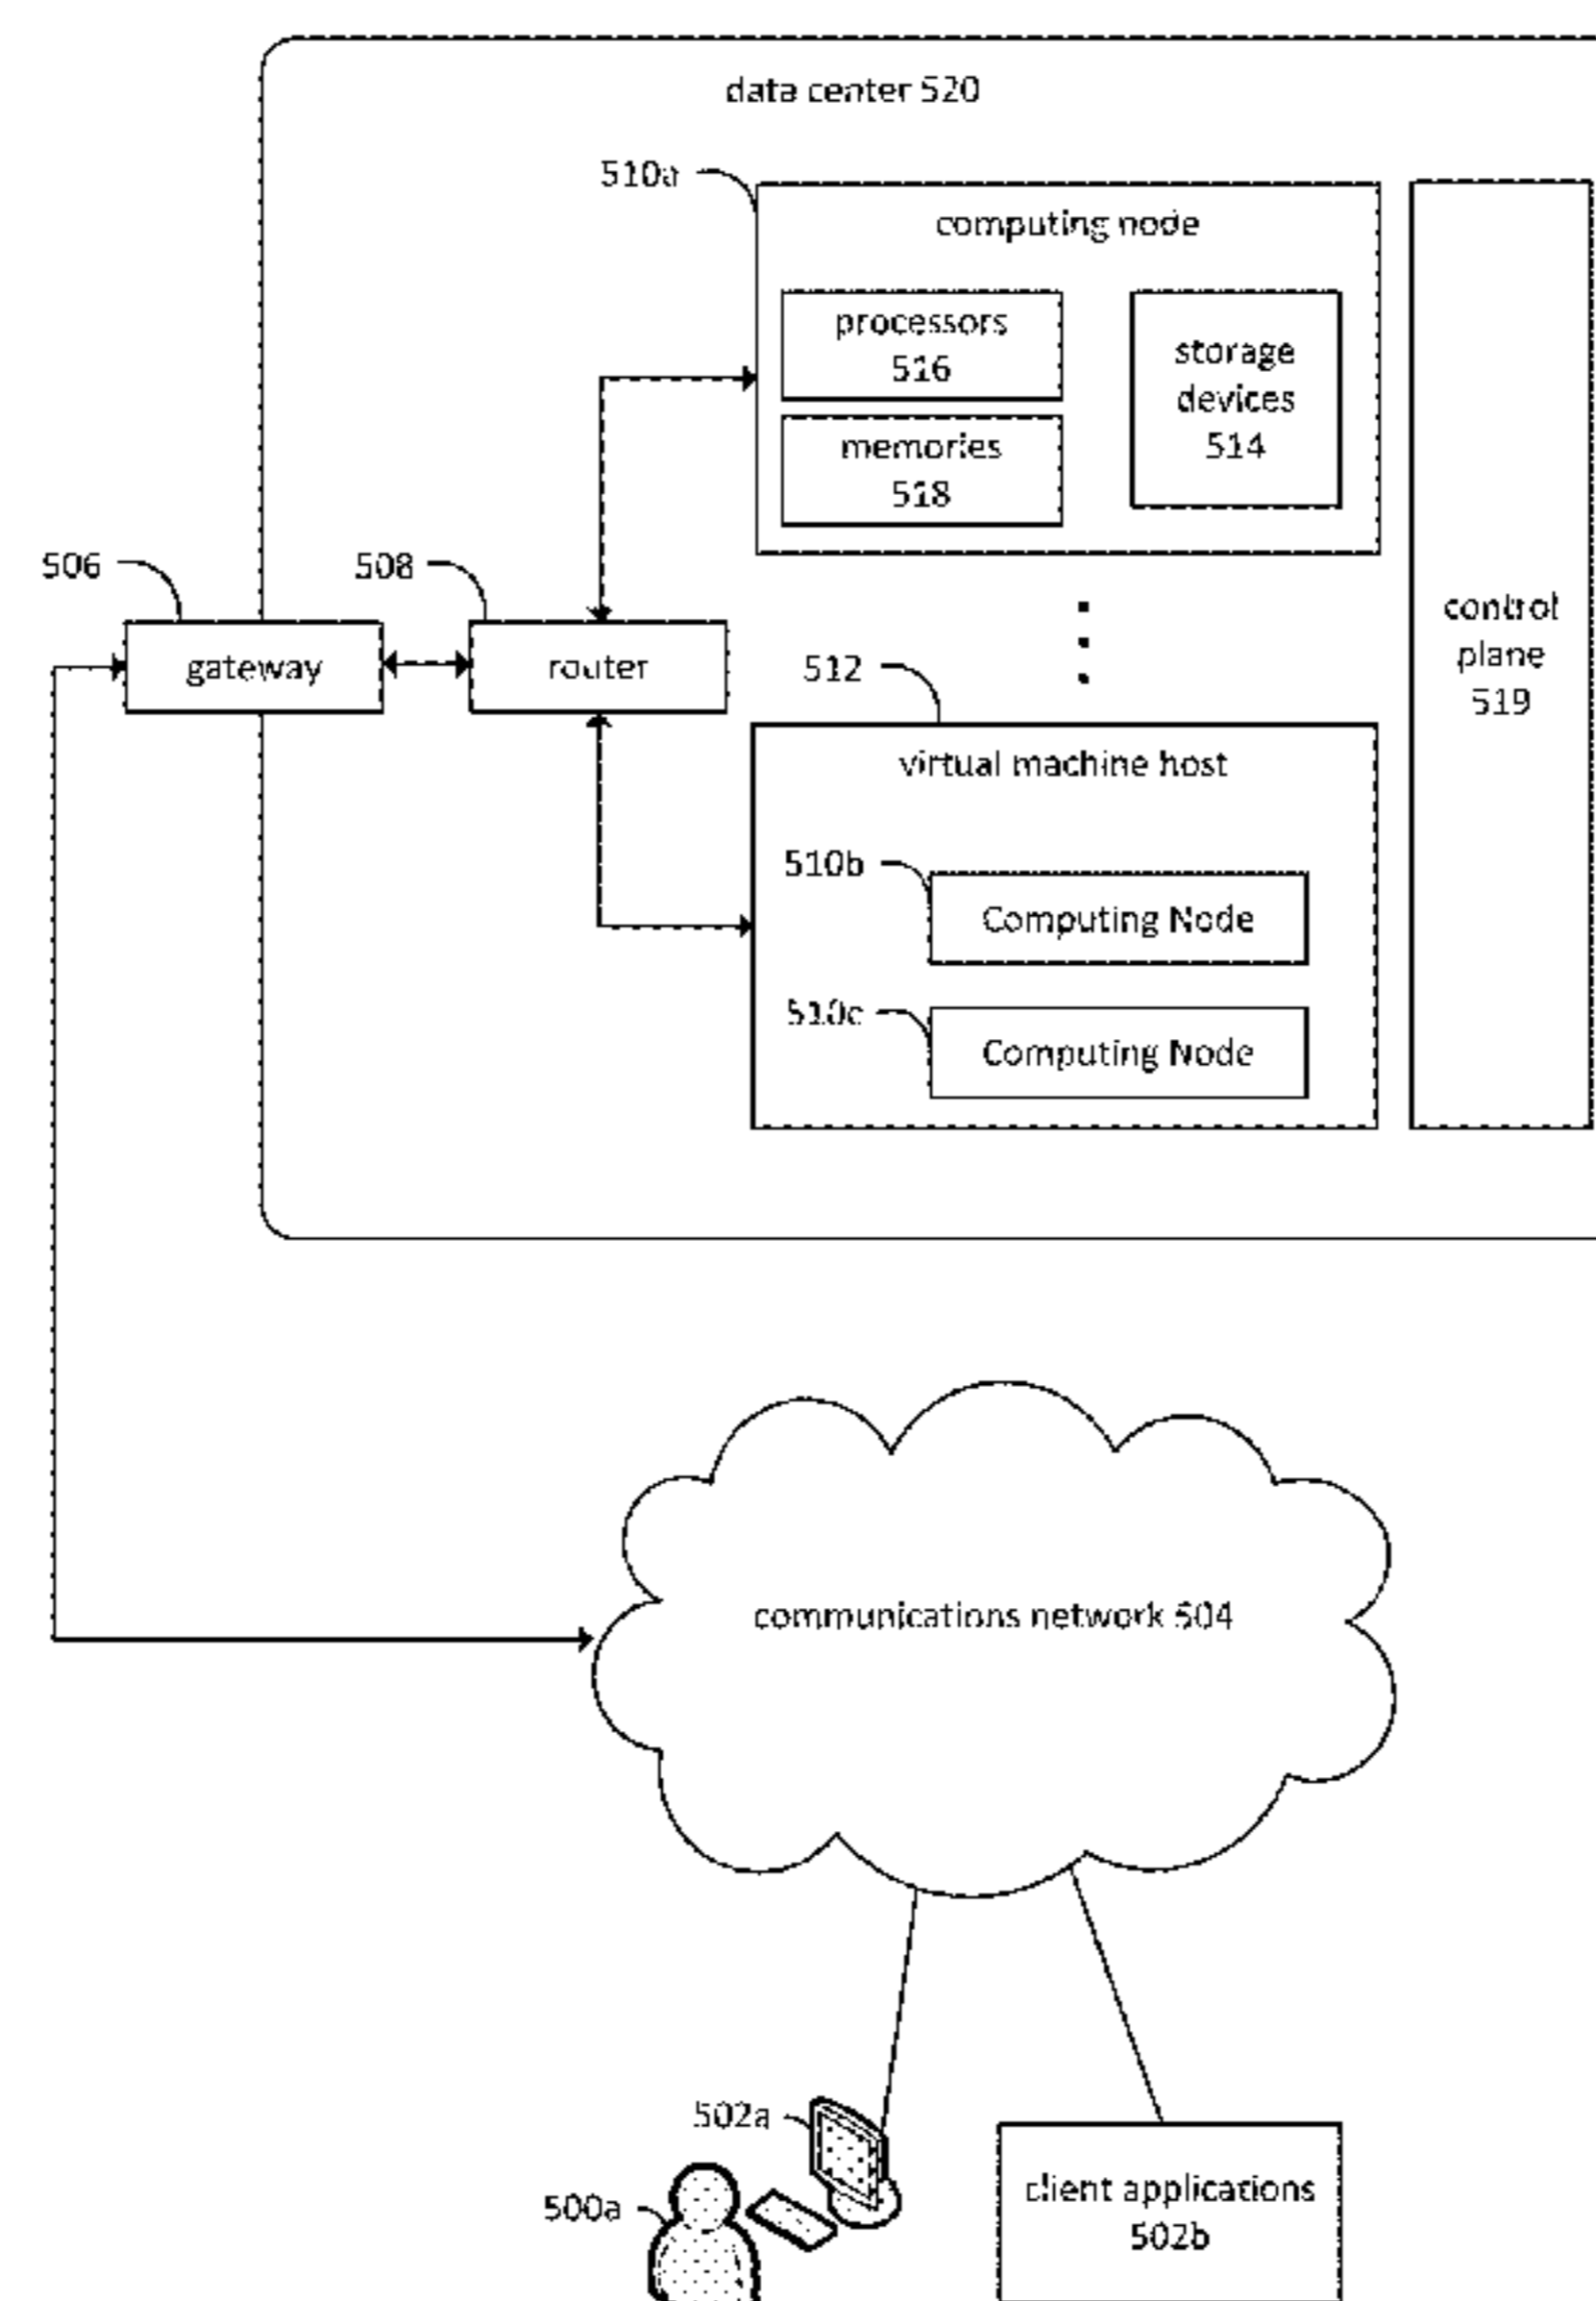 data center 520
510a
computing node
processors
516
memories
518
storage
devices
514
506
508
gateway
router
control
plane
519
512
virtual machine host
510b
Computing Node
510c
Computing Node
communications network 504
502a
500a
client applications
502b